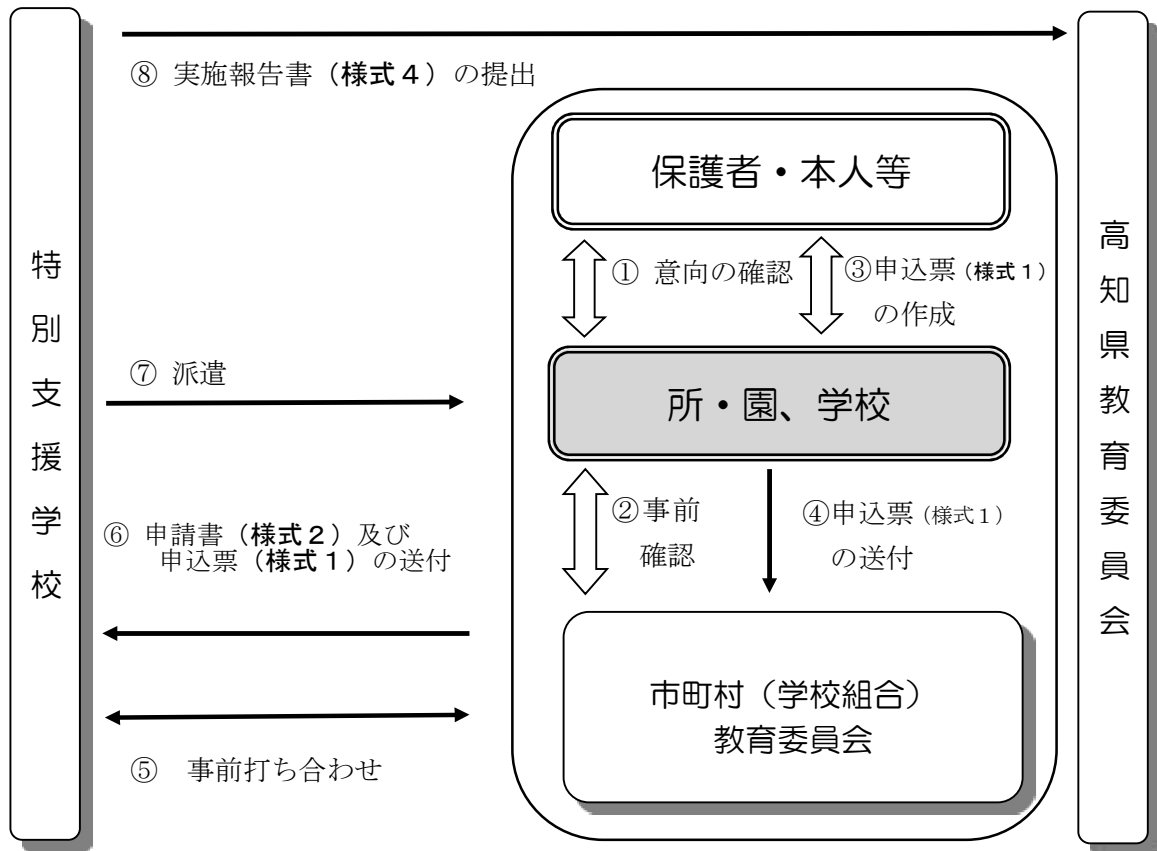 ⑧ 実施報告書（様式４）の提出
保護者・本人等
① 意向の確認
③申込票（様式１）
の作成
特別支援学校
高知県教育委員会
⑦ 派遣
所・園、学校
②事前
確認
④申込票（様式１）
の送付
⑥ 申請書（様式２）及び
申込票（様式１）の送付
市町村（学校組合）
教育委員会
⑤　事前打ち合わせ